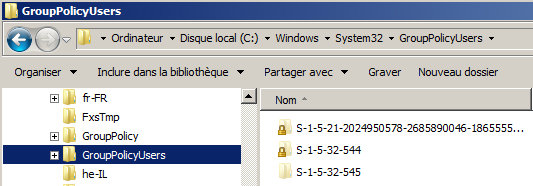 GroupPolicyUsers
Ordinateur Disque local (C:) Windows System32 GroupPolicyUsers
Organiser Inclure dans la bibliothèque Partager avec Graver Nouveau dossier
fr-FR
FxsTmp
GroupPolicy
GroupPolicyUsers
he-IL
Nom
S-1-5-21-2024950578-2685890046-1865555...
S-1-5-32-544
S-1-5-32-545